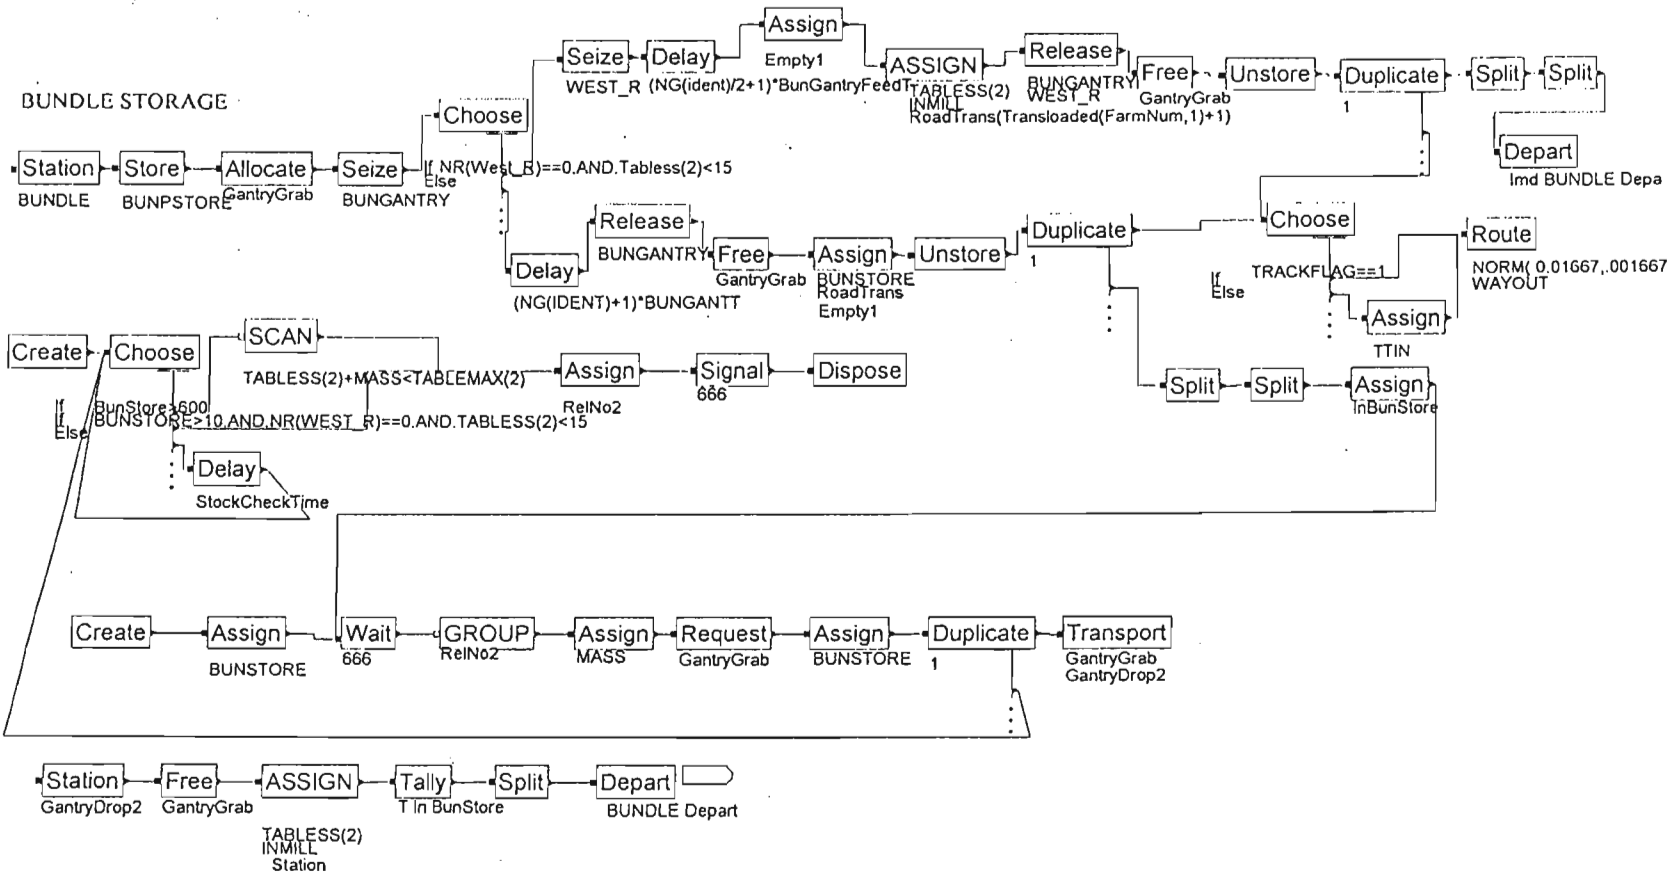 BUNDLE STORAGE
Station
BUNDLE
Store
BUNPSTORE
Allocate
GantryGrab
Seize
BUNGANTRY
Choose
If NR(West_R)==0.AND.Tabless(2)<15
Else
Seize
WEST_R
Delay
(NG(ident)/2+1)*BunGantryFeedT
Assign
Empty1
ASSIGN
TABLESS(2)
INMILL
RoadTrans(Transloaded(FarmNum,1)+1)
Release
BUNGANTRY
WEST_R
Free
GantryGrab
Unstore
Duplicate
1
Split
Split
Depart
Imd BUNDLE Depa
Delay
(NG(IDENT)+1)*BUNGANTT
Release
BUNGANTRY
Free
GantryGrab
Assign
BUNSTORE
RoadTrans
Empty1
Unstore
Duplicate
1
Choose
If TRACKFLAG==1
Else
Route
NORM( 0.01667,.001667
WAYOUT
Assign
TTIN
Split
Split
Assign
InBunStore
Create
Choose
If BunStore>600
If BUNSTORE>10.AND.NR(WEST_R)==0.AND.TABLESS(2)<15
Else
SCAN
TABLESS(2)+MASS<TABLEMAX(2)
Assign
RelNo2
Signal
666
Dispose
Delay
StockCheckTime
Create
Assign
BUNSTORE
Wait
666
GROUP
RelNo2
Assign
MASS
Request
GantryGrab
Assign
BUNSTORE
Duplicate
1
Transport
GantryGrab
GantryDrop2
Station
GantryDrop2
Free
GantryGrab
ASSIGN
TABLESS(2)
INMILL
Station
Tally
T In BunStore
Split
Depart
BUNDLE Depart